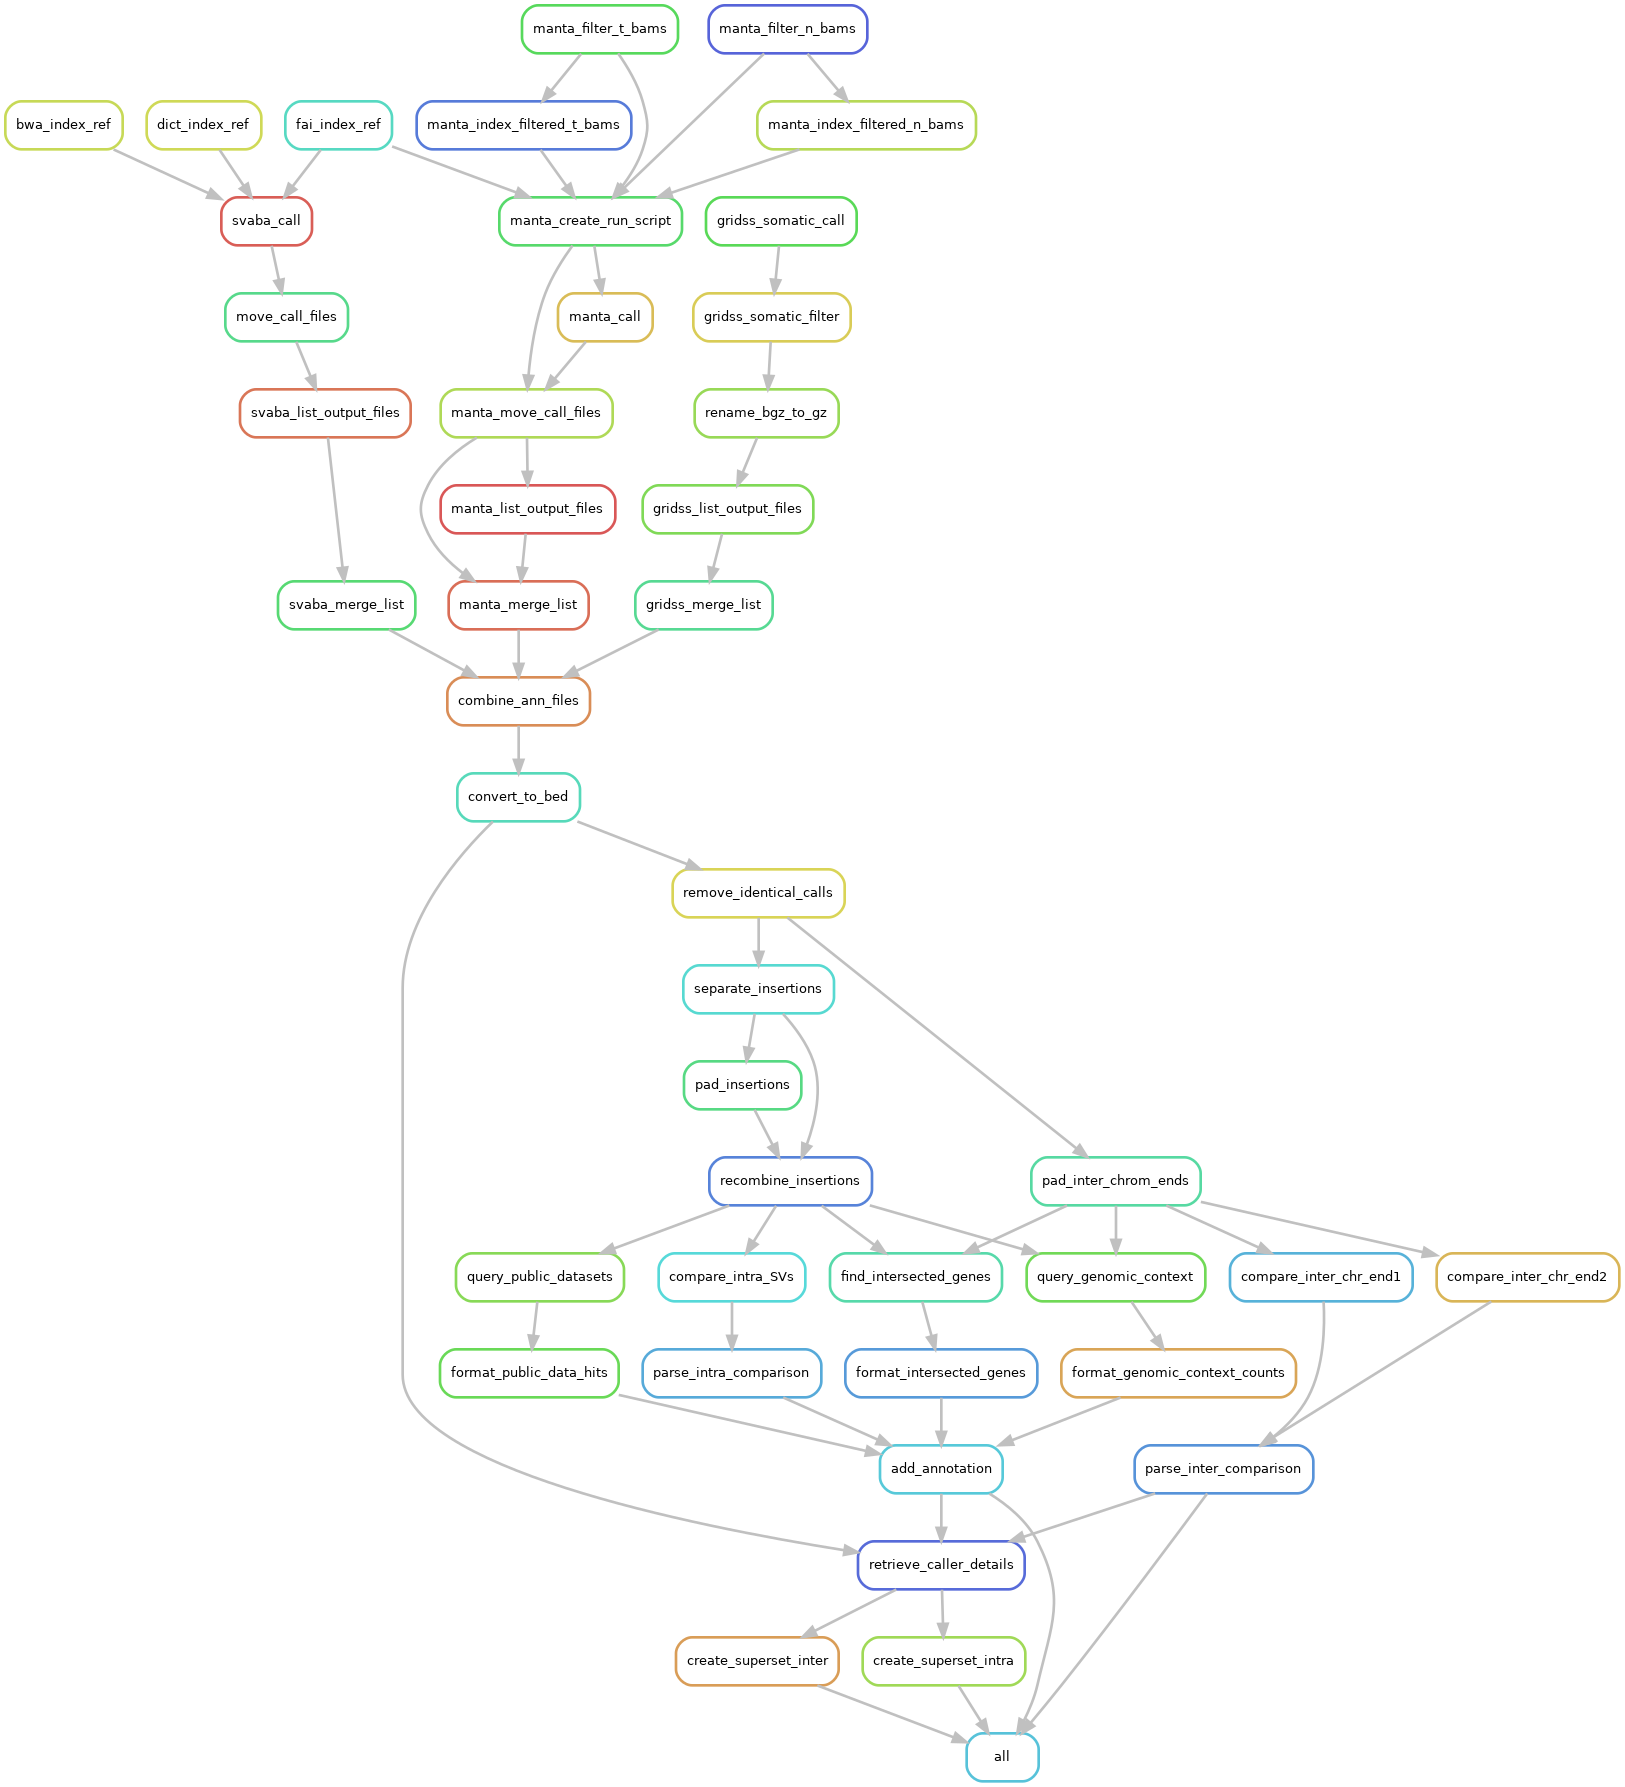 manta_filter_t_bams
manta_filter_n_bams
bwa_index_ref
dict_index_ref
fai_index_ref
manta_index_filtered_t_bams
manta_index_filtered_n_bams
svaba_call
manta_create_run_script
gridss_somatic_call
move_call_files
manta_call
gridss_somatic_filter
svaba_list_output_files
manta_move_call_files
rename_bgz_to_gz
manta_list_output_files
gridss_list_output_files
svaba_merge_list
manta_merge_list
gridss_merge_list
combine_ann_files
convert_to_bed
remove_identical_calls
separate_insertions
pad_insertions
recombine_insertions
pad_inter_chrom_ends
query_public_datasets
compare_intra_SVs
find_intersected_genes
query_genomic_context
compare_inter_chr_end1
compare_inter_chr_end2
format_public_data_hits
parse_intra_comparison
format_intersected_genes
format_genomic_context_counts
add_annotation
parse_inter_comparison
retrieve_caller_details
create_superset_inter
create_superset_intra
all